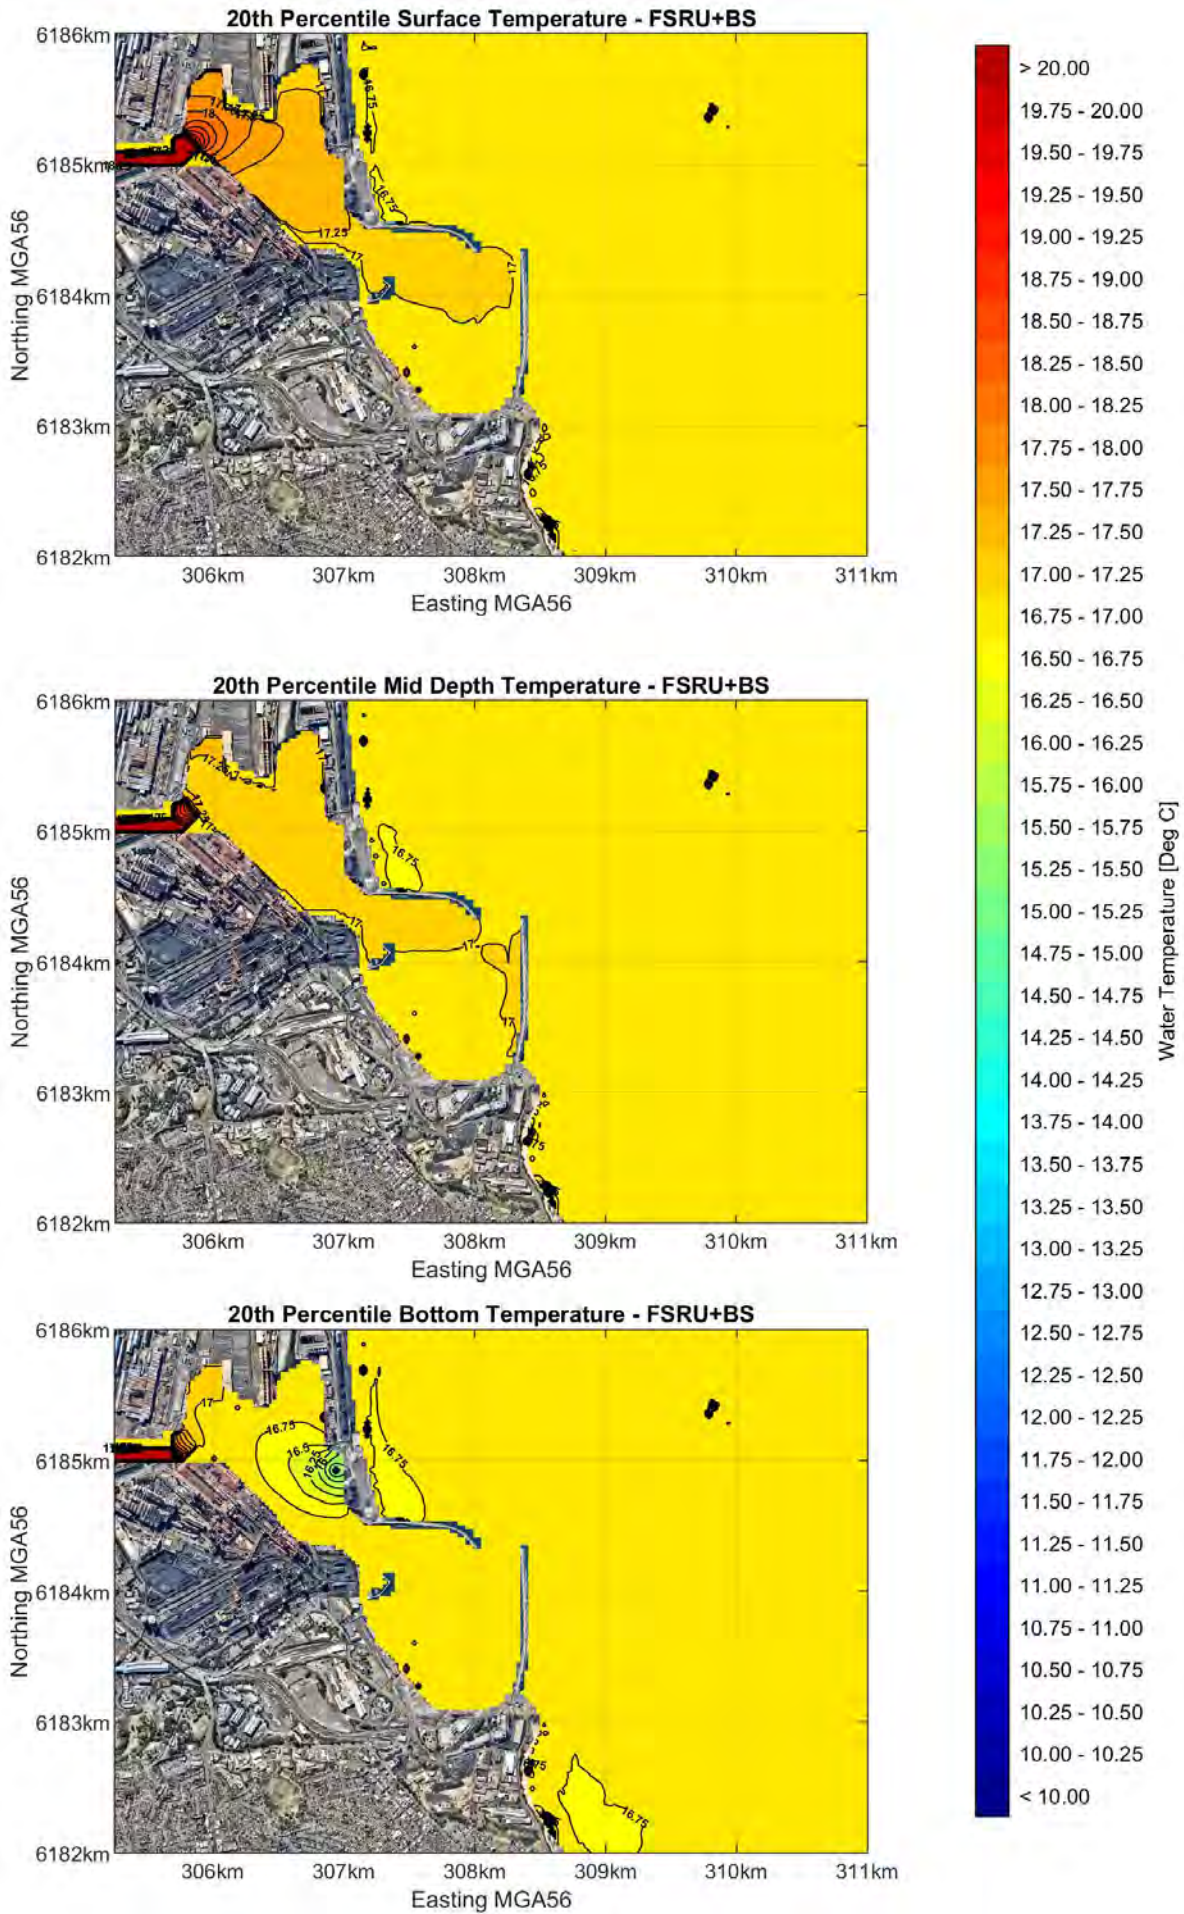 20th Percentile Surface Temperature - FSRU+BS
6186km
6185km
6184km
6183km
6182km
Northing MGA56
16.75
18
16.75
17.25
17
17
306km 307km 308km 309km 310km 311km
Easting MGA56
20th Percentile Mid Depth Temperature - FSRU+BS
6186km
6185km
6184km
6183km
6182km
Northing MGA56
17
16.75
17
17
17
306km 307km 308km 309km 310km 311km
Easting MGA56
20th Percentile Bottom Temperature - FSRU+BS
6186km
6185km
6184km
6183km
6182km
Northing MGA56
17
16.75
16.5
16.25
16.75
16.75
306km 307km 308km 309km 310km 311km
Easting MGA56
> 20.00
19.75 - 20.00
19.50 - 19.75
19.25 - 19.50
19.00 - 19.25
18.75 - 19.00
18.50 - 18.75
18.25 - 18.50
18.00 - 18.25
17.75 - 18.00
17.50 - 17.75
17.25 - 17.50
17.00 - 17.25
16.75 - 17.00
16.50 - 16.75
16.25 - 16.50
16.00 - 16.25
15.75 - 16.00
15.50 - 15.75
15.25 - 15.50
15.00 - 15.25
14.75 - 15.00
14.50 - 14.75
14.25 - 14.50
14.00 - 14.25
13.75 - 14.00
13.50 - 13.75
13.25 - 13.50
13.00 - 13.25
12.75 - 13.00
12.50 - 12.75
12.25 - 12.50
12.00 - 12.25
11.75 - 12.00
11.50 - 11.75
11.25 - 11.50
11.00 - 11.25
10.75 - 11.00
10.50 - 10.75
10.25 - 10.50
10.00 - 10.25
< 10.00
Water Temperature [Deg C]